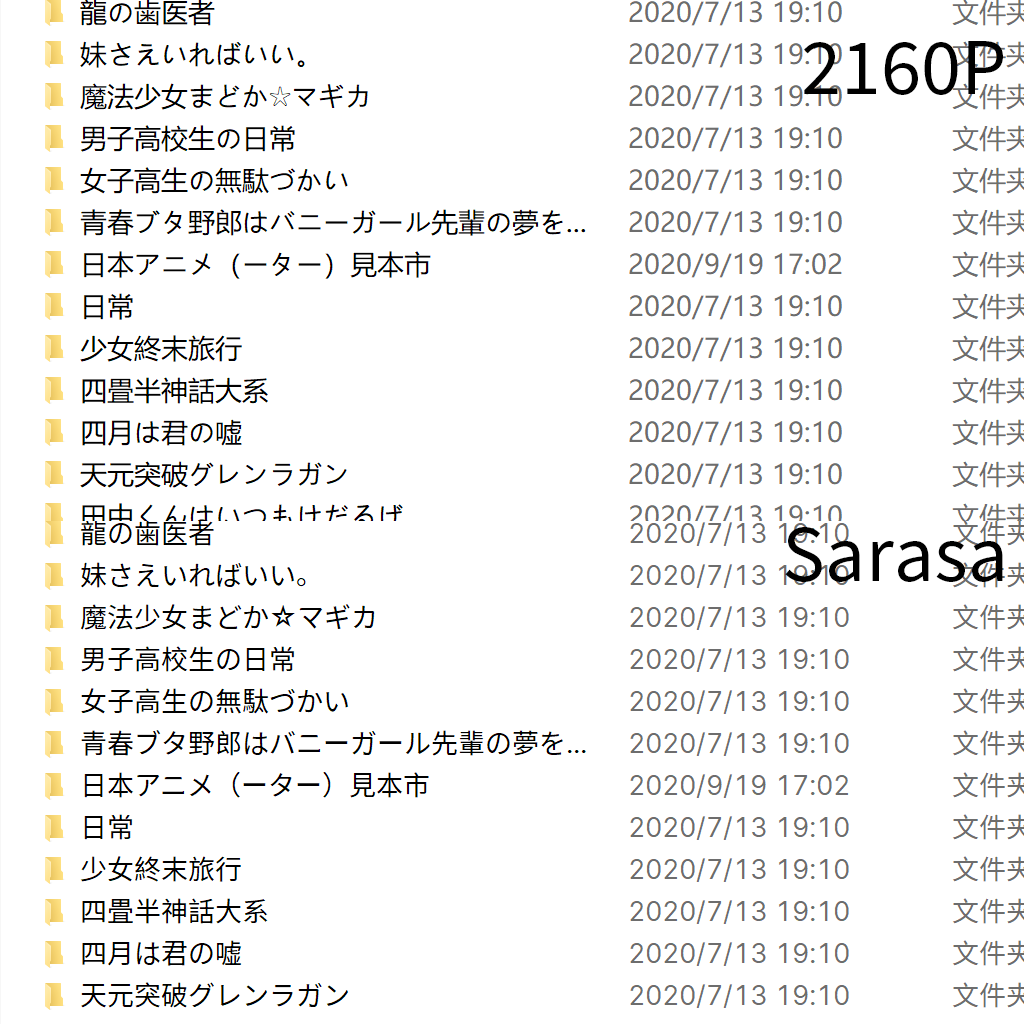 龍の歯医者 2020/7/13 19:10 文件夹
妹さえいればいい。 2020/7/13 19:10 文件夹
2160P
魔法少女まどか☆マギカ 2020/7/13 19:10 文件夹
男子高校生の日常 2020/7/13 19:10 文件夹
女子高生の無駄づかい 2020/7/13 19:10 文件夹
青春ブタ野郎はバニーガール先輩の夢を... 2020/7/13 19:10 文件夹
日本アニメ（ーター）見本市 2020/9/19 17:02 文件夹
日常 2020/7/13 19:10 文件夹
少女終末旅行 2020/7/13 19:10 文件夹
四畳半神話大系 2020/7/13 19:10 文件夹
四月は君の嘘 2020/7/13 19:10 文件夹
天元突破グレンラガン 2020/7/13 19:10 文件夹
田中くんはいつもけだるげ 2020/7/13 19:10 文件夹
龍の歯医者 2020/7/13 19:10 文件夹
Sarasa
妹さえいればいい。 2020/7/13 19:10 文件夹
魔法少女まどか☆マギカ 2020/7/13 19:10 文件夹
男子高校生の日常 2020/7/13 19:10 文件夹
女子高生の無駄づかい 2020/7/13 19:10 文件夹
青春ブタ野郎はバニーガール先輩の夢を... 2020/7/13 19:10 文件夹
日本アニメ（ーター）見本市 2020/9/19 17:02 文件夹
日常 2020/7/13 19:10 文件夹
少女終末旅行 2020/7/13 19:10 文件夹
四畳半神話大系 2020/7/13 19:10 文件夹
四月は君の嘘 2020/7/13 19:10 文件夹
天元突破グレンラガン 2020/7/13 19:10 文件夹